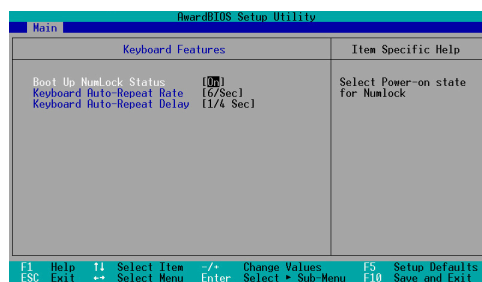 AwardBIOS Setup Utility
Main
Keyboard Features
Item Specific Help
Boot Up NumLock Status [On]
Keyboard Auto-Repeat Rate [6/Sec]
Keyboard Auto-Repeat Delay [1/4 Sec]
Select Power-on state
for Numlock
F1 Help ↑↓ Select Item -/+ Change Values F5 Setup Defaults
ESC Exit ←→ Select Menu Enter Select ► Sub-Menu F10 Save and Exit